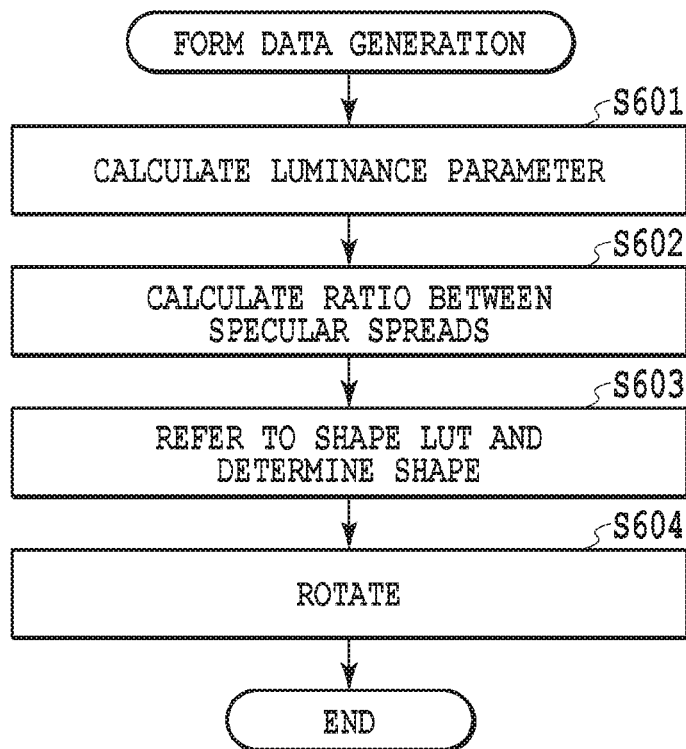 FORM DATA GENERATION
S601
CALCULATE LUMINANCE PARAMETER
S602
CALCULATE RATIO BETWEEN
SPECULAR SPREADS
S603
REFER TO SHAPE LUT AND
DETERMINE SHAPE
S604
ROTATE
END